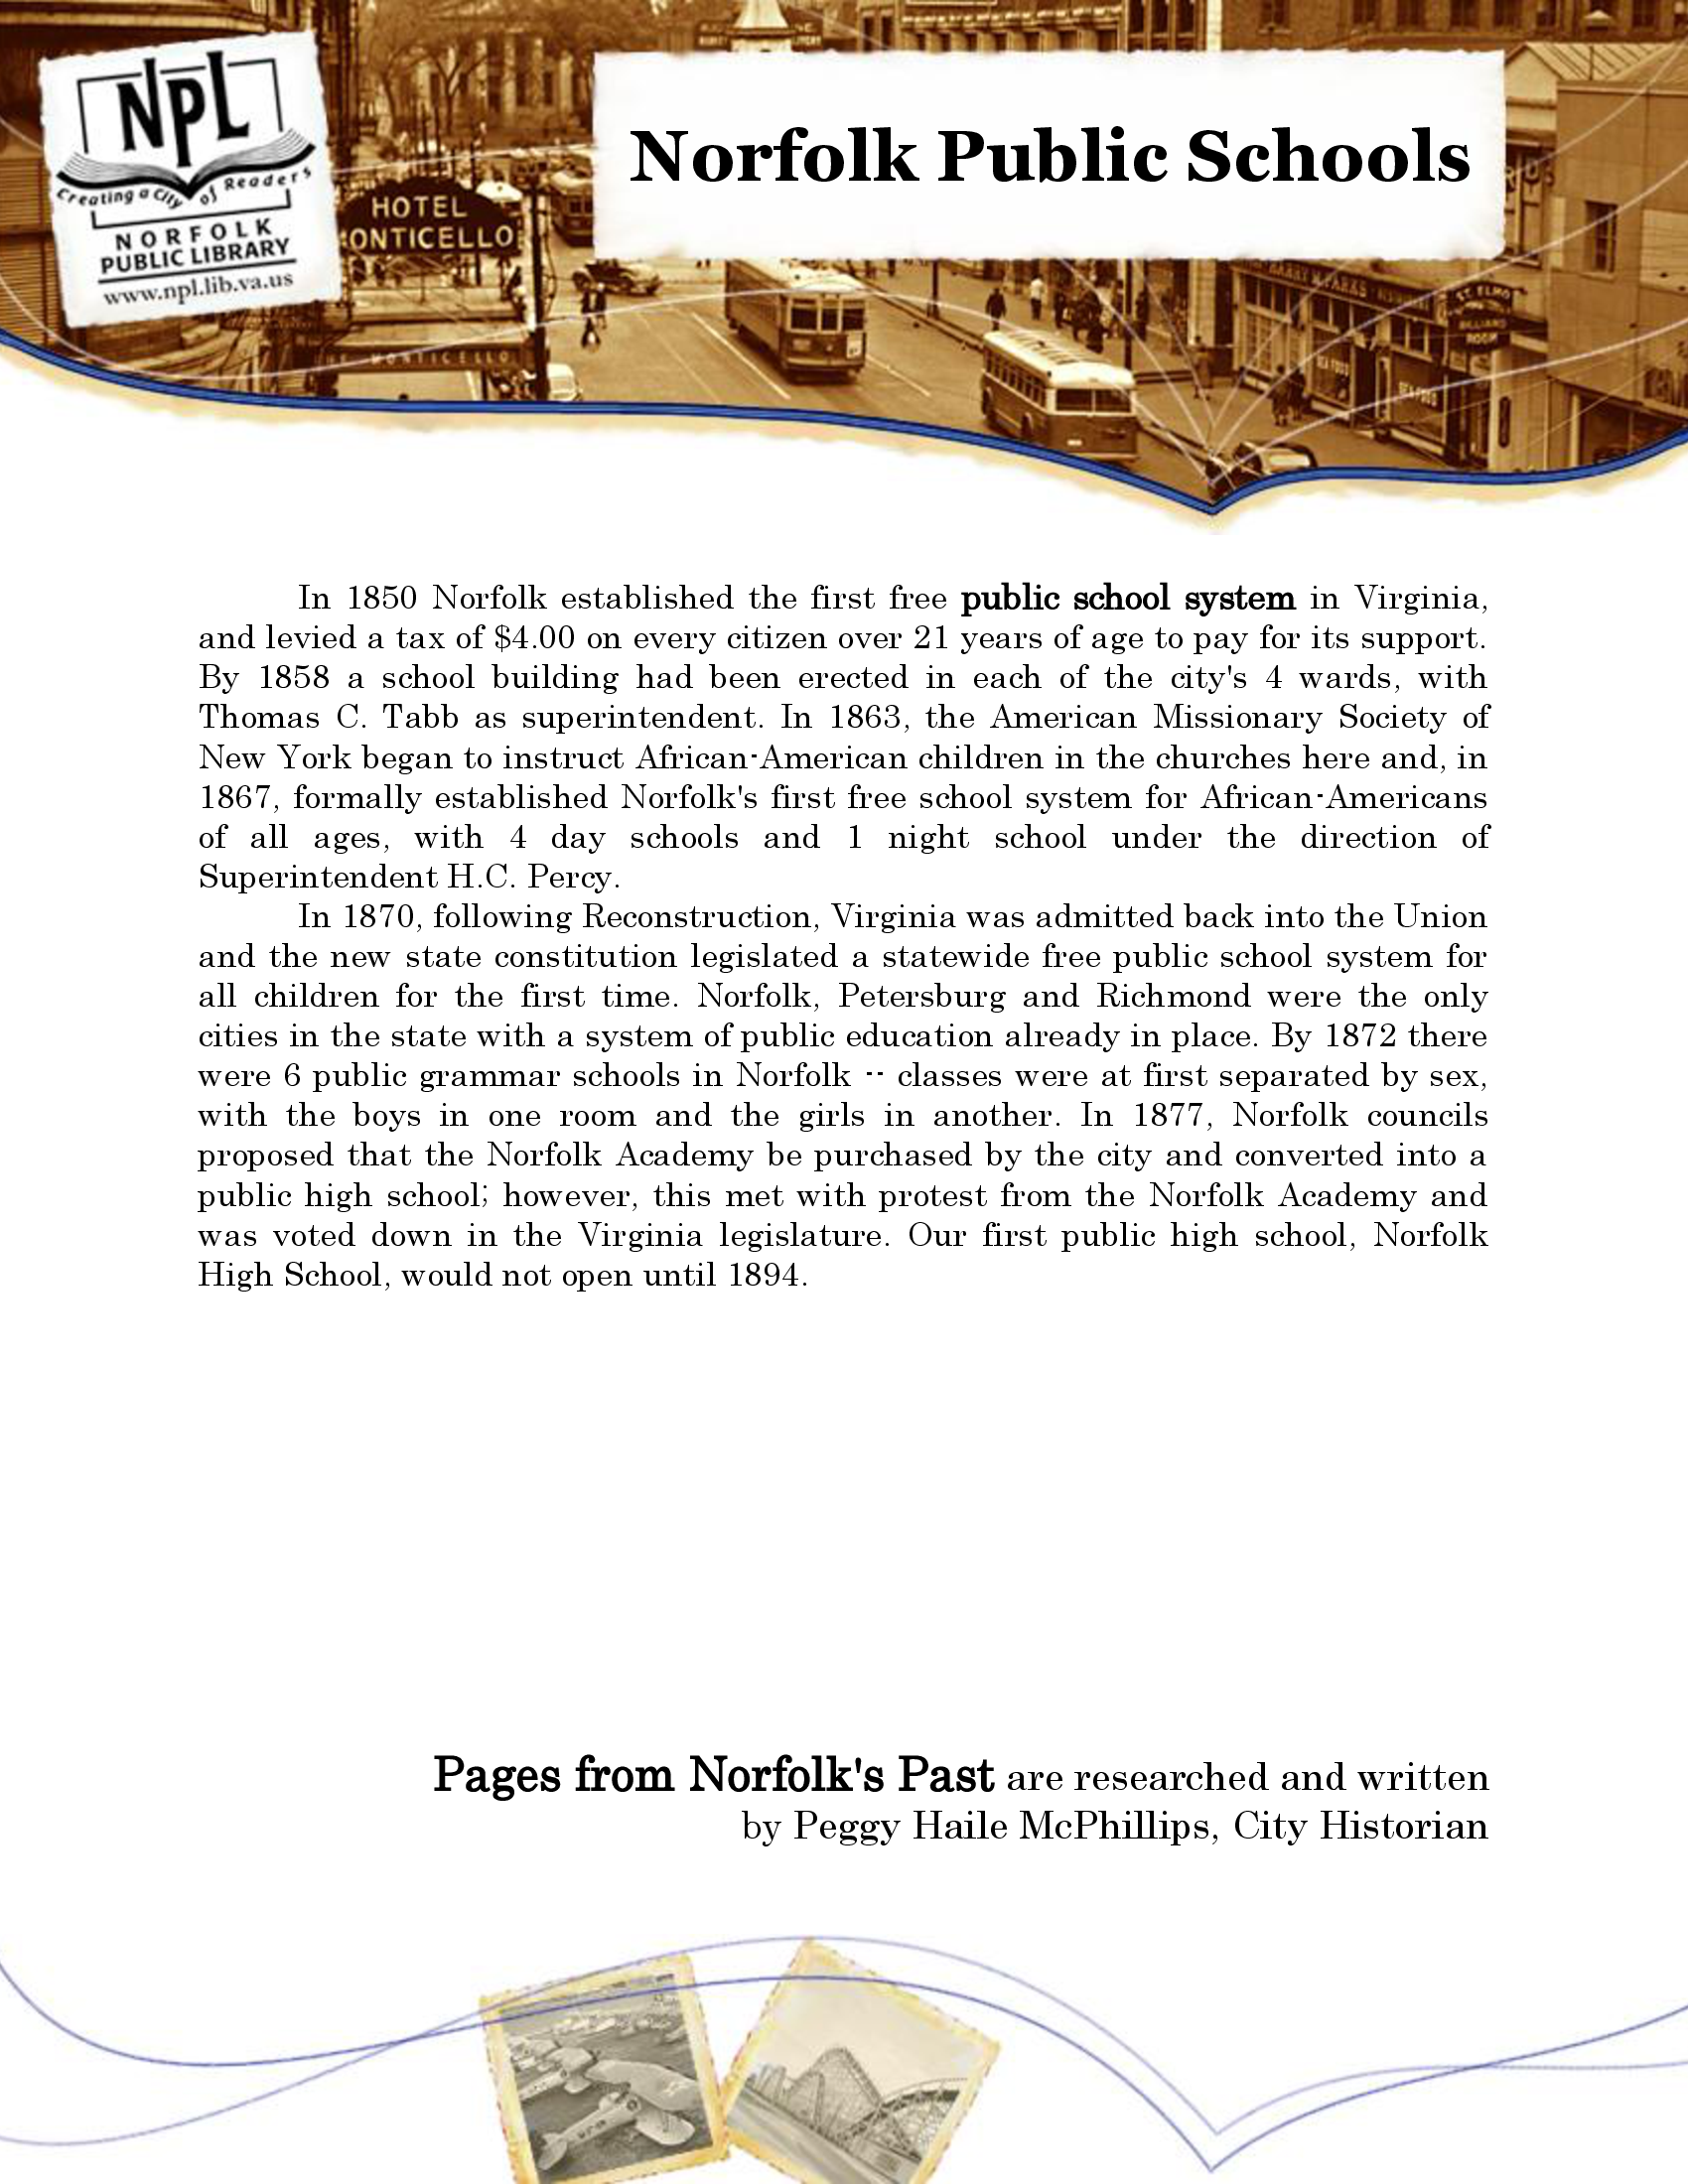 NPL
Creating a City of Readers
NORFOLK
PUBLIC LIBRARY
www.npl.lib.va.us
HOTEL
ONTICELLO
MONTICELLO
HARRY M. PARKS
ST. ELMO
BILLIARD
ROOM
SEA FOOD
SEA FOOD
Norfolk Public Schools
In 1850 Norfolk established the first free public school system in Virginia,
and levied a tax of $4.00 on every citizen over 21 years of age to pay for its support.
By 1858 a school building had been erected in each of the city's 4 wards, with
Thomas C. Tabb as superintendent. In 1863, the American Missionary Society of
New York began to instruct African-American children in the churches here and, in
1867, formally established Norfolk's first free school system for African-Americans
of all ages, with 4 day schools and 1 night school under the direction of
Superintendent H.C. Percy.
In 1870, following Reconstruction, Virginia was admitted back into the Union
and the new state constitution legislated a statewide free public school system for
all children for the first time. Norfolk, Petersburg and Richmond were the only
cities in the state with a system of public education already in place. By 1872 there
were 6 public grammar schools in Norfolk -- classes were at first separated by sex,
with the boys in one room and the girls in another. In 1877, Norfolk councils
proposed that the Norfolk Academy be purchased by the city and converted into a
public high school; however, this met with protest from the Norfolk Academy and
was voted down in the Virginia legislature. Our first public high school, Norfolk
High School, would not open until 1894.
Pages from Norfolk's Past are researched and written
by Peggy Haile McPhillips, City Historian